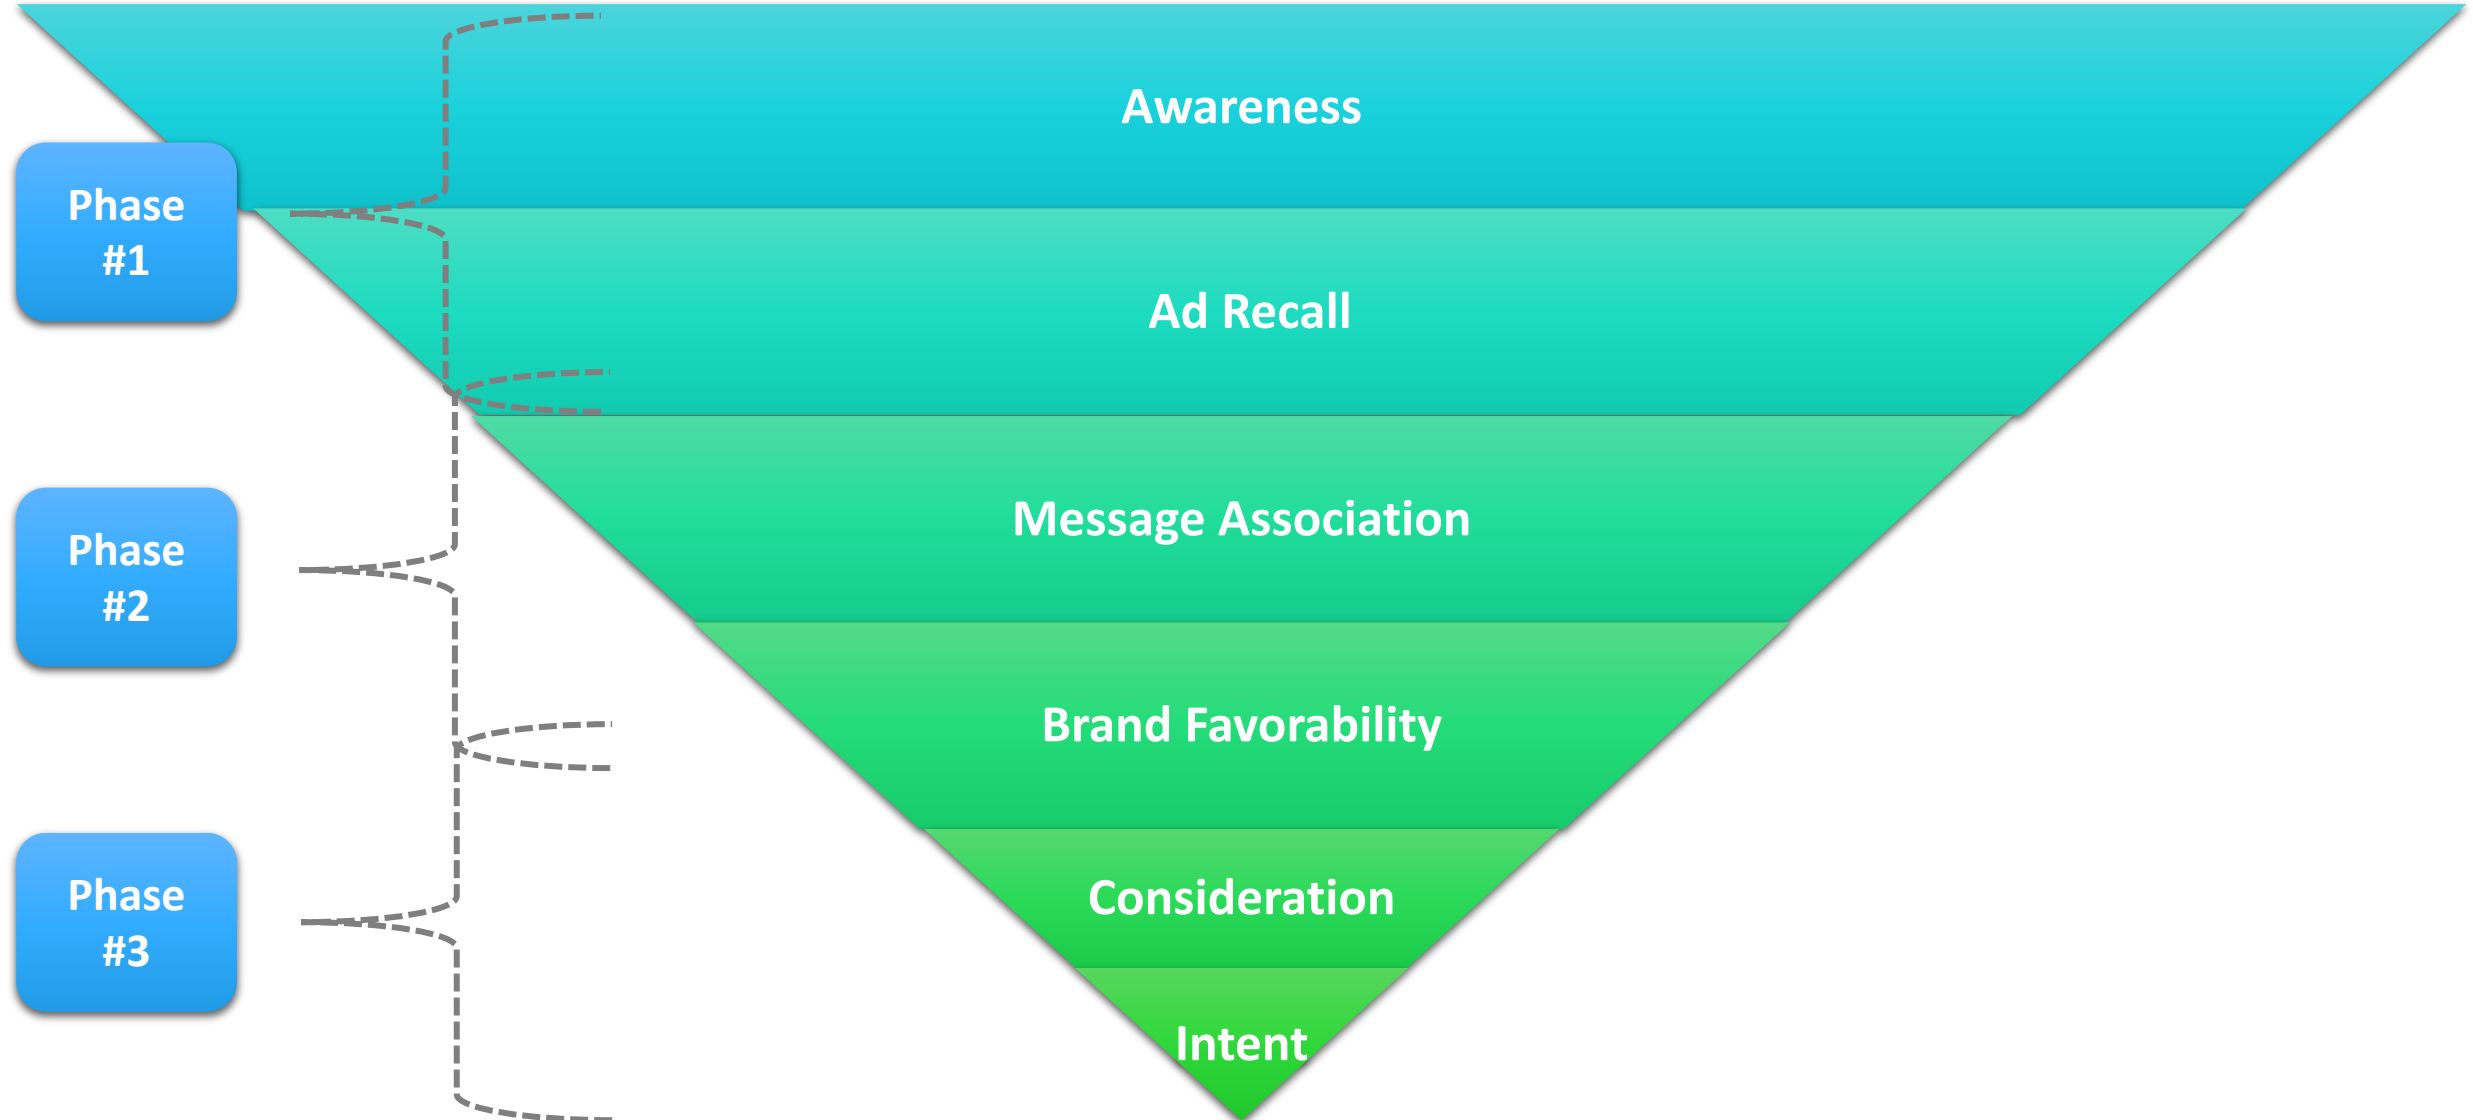 Awareness
Phase
#1
Ad Recall
Message Association
Phase
#2
Brand Favorability
Consideration
Phase
#3
Intent